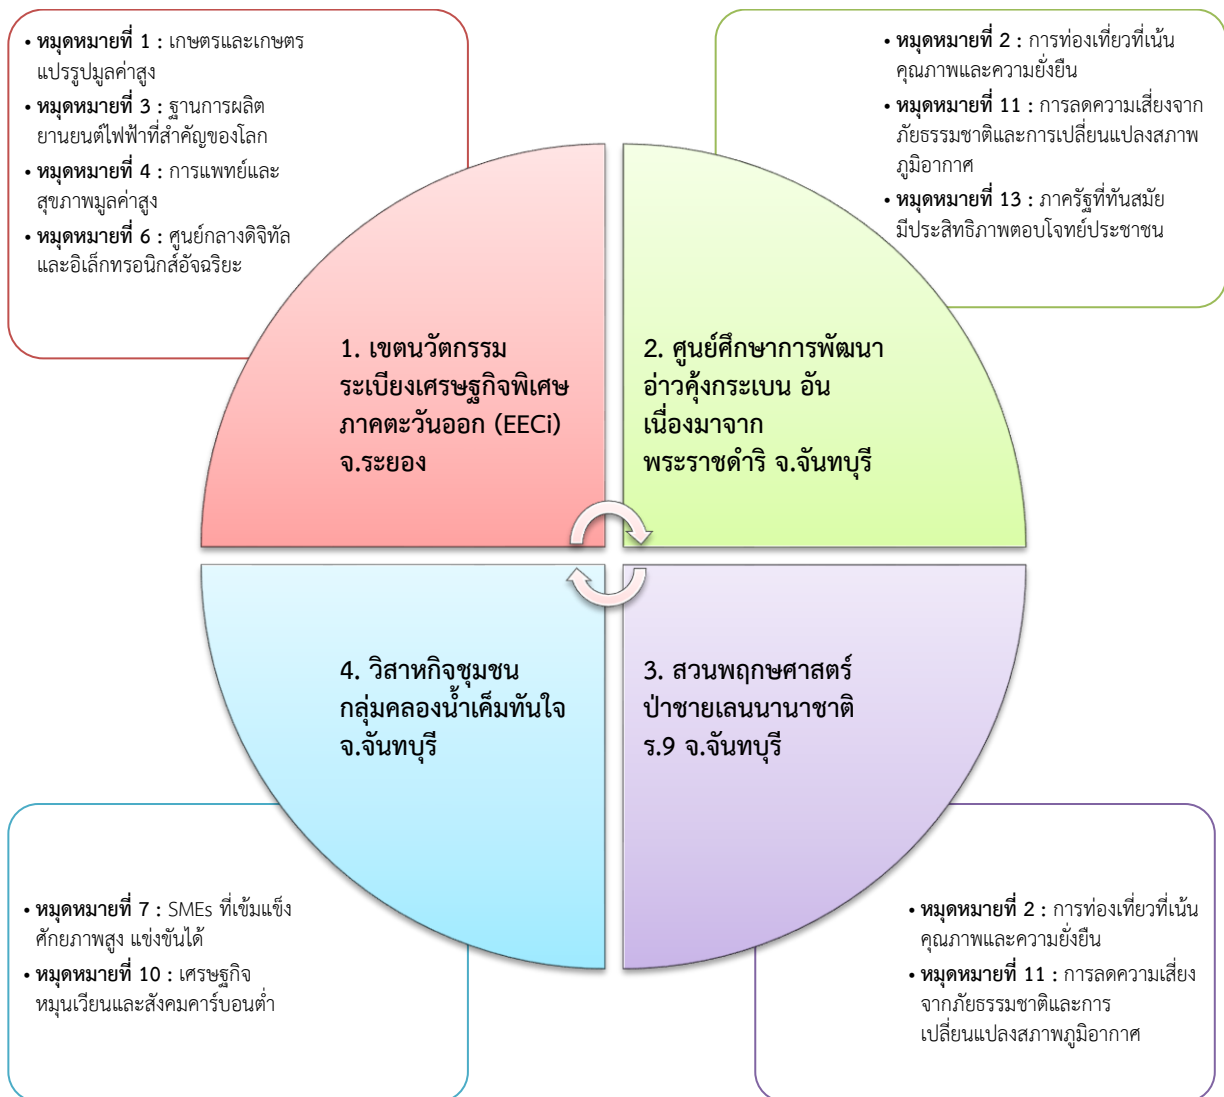 • หมุดหมายที่ 1 : เกษตรและเกษตร
แปรรูปมูลค่าสูง
• หมุดหมายที่ 3 : ฐานการผลิต
ยานยนต์ไฟฟ้าที่สำคัญของโลก
• หมุดหมายที่ 4 : การแพทย์และ
สุขภาพมูลค่าสูง
• หมุดหมายที่ 6 : ศูนย์กลางดิจิทัล
และอิเล็กทรอนิกส์อัจฉริยะ
• หมุดหมายที่ 2 : การท่องเที่ยวที่เน้น
คุณภาพและความยั่งยืน
• หมุดหมายที่ 11 : การลดความเสี่ยงจาก
ภัยธรรมชาติและการเปลี่ยนแปลงสภาพ
ภูมิอากาศ
• หมุดหมายที่ 13 : ภาครัฐที่ทันสมัย
มีประสิทธิภาพตอบโจทย์ประชาชน
1. เขตนวัตกรรม
ระเบียงเศรษฐกิจพิเศษ
ภาคตะวันออก (EECi)
จ.ระยอง
2. ศูนย์ศึกษาการพัฒนา
อ่าวคุ้งกระเบน อัน
เนื่องมาจาก
พระราชดำริ จ.จันทบุรี
4. วิสาหกิจชุมชน
กลุ่มคลองน้ำเค็มทันใจ
จ.จันทบุรี
3. สวนพฤกษศาสตร์
ป่าชายเลนนานาชาติ
ร.9 จ.จันทบุรี
• หมุดหมายที่ 7 : SMEs ที่เข้มแข็ง
ศักยภาพสูง แข่งขันได้
• หมุดหมายที่ 10 : เศรษฐกิจ
หมุนเวียนและสังคมคาร์บอนต่ำ
• หมุดหมายที่ 2 : การท่องเที่ยวที่เน้น
คุณภาพและความยั่งยืน
• หมุดหมายที่ 11 : การลดความเสี่ยง
จากภัยธรรมชาติและการ
เปลี่ยนแปลงสภาพภูมิอากาศ